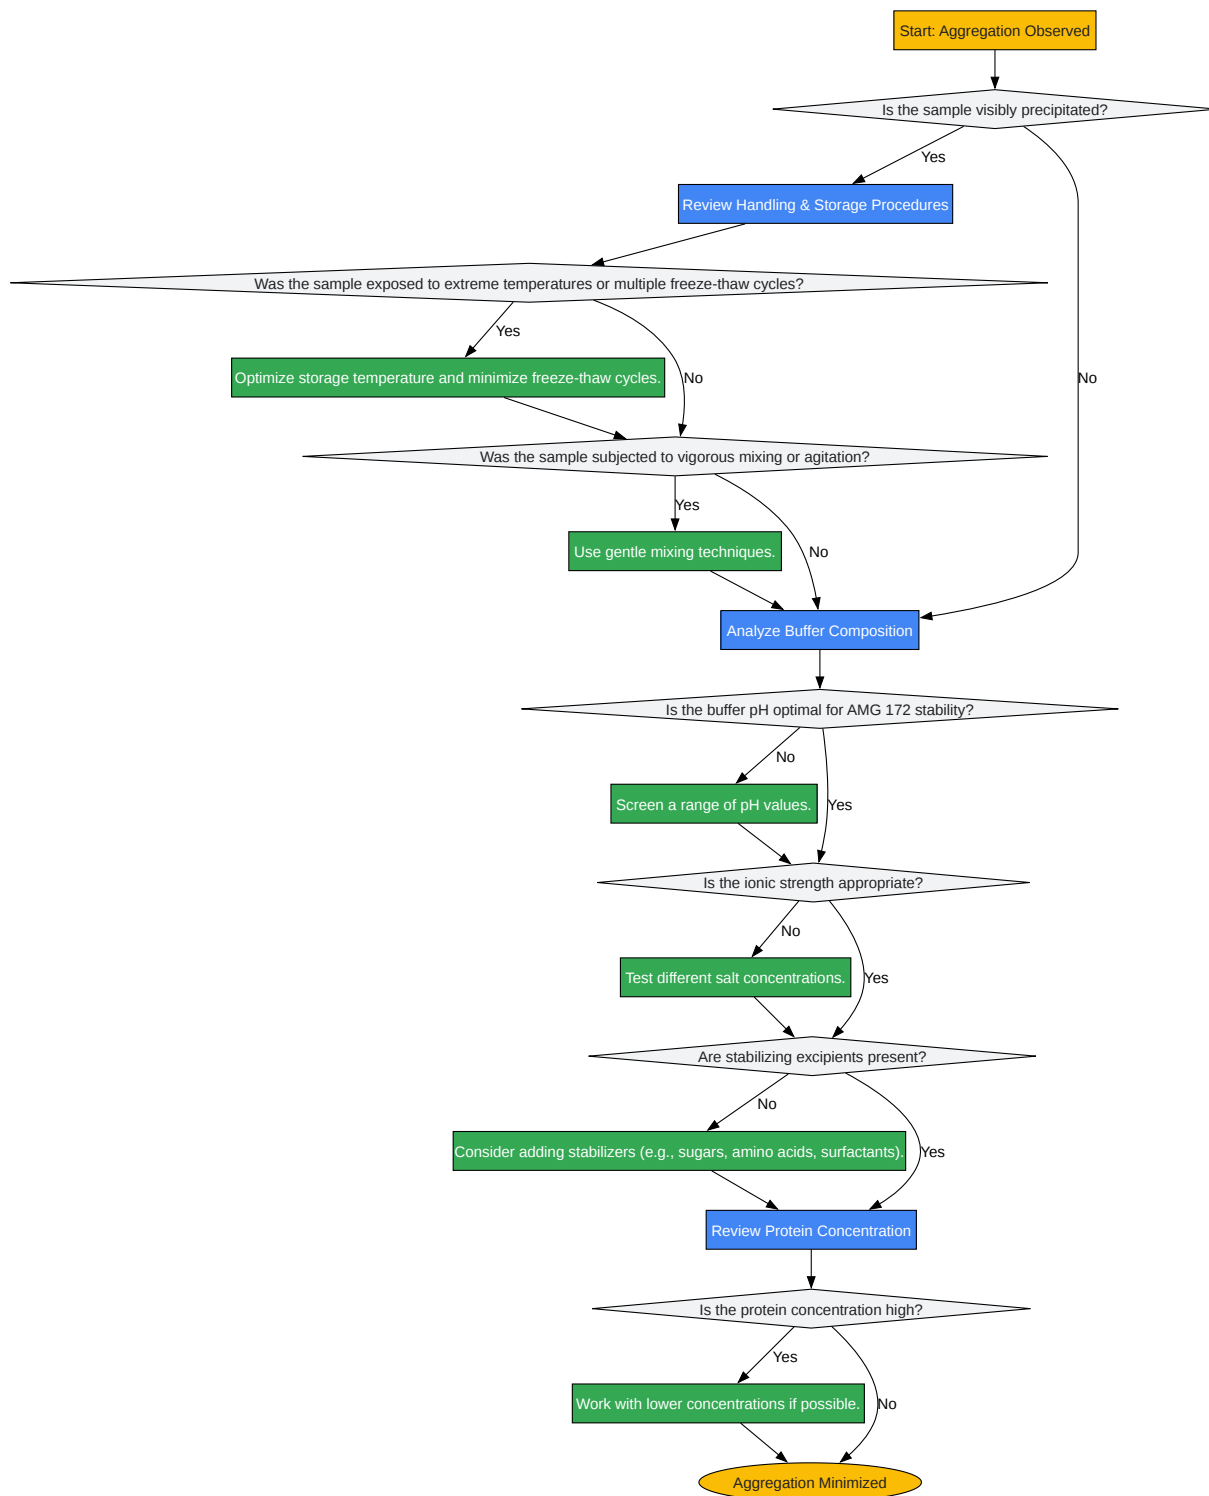 Start: Aggregation Observed
Is the sample visibly precipitated?
Yes
Review Handling & Storage Procedures
Was the sample exposed to extreme temperatures or multiple freeze-thaw cycles?
Yes
Optimize storage temperature and minimize freeze-thaw cycles.
No
No
Was the sample subjected to vigorous mixing or agitation?
Yes
Use gentle mixing techniques.
No
Analyze Buffer Composition
Is the buffer pH optimal for AMG 172 stability?
No
Screen a range of pH values.
Yes
Is the ionic strength appropriate?
No
Test different salt concentrations.
Yes
Are stabilizing excipients present?
No
Consider adding stabilizers (e.g., sugars, amino acids, surfactants).
Yes
Review Protein Concentration
Is the protein concentration high?
Yes
Work with lower concentrations if possible.
No
Aggregation Minimized